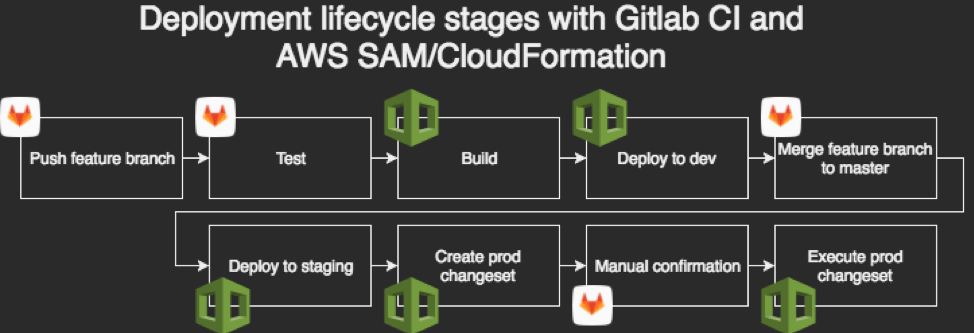 Deployment lifecycle stages with Gitlab CI and
AWS SAM/CloudFormation
Push feature branch
Test
Build
Deploy to dev
Merge feature branch
to master
Deploy to staging
Create prod
changeset
Manual confirmation
Execute prod
changeset